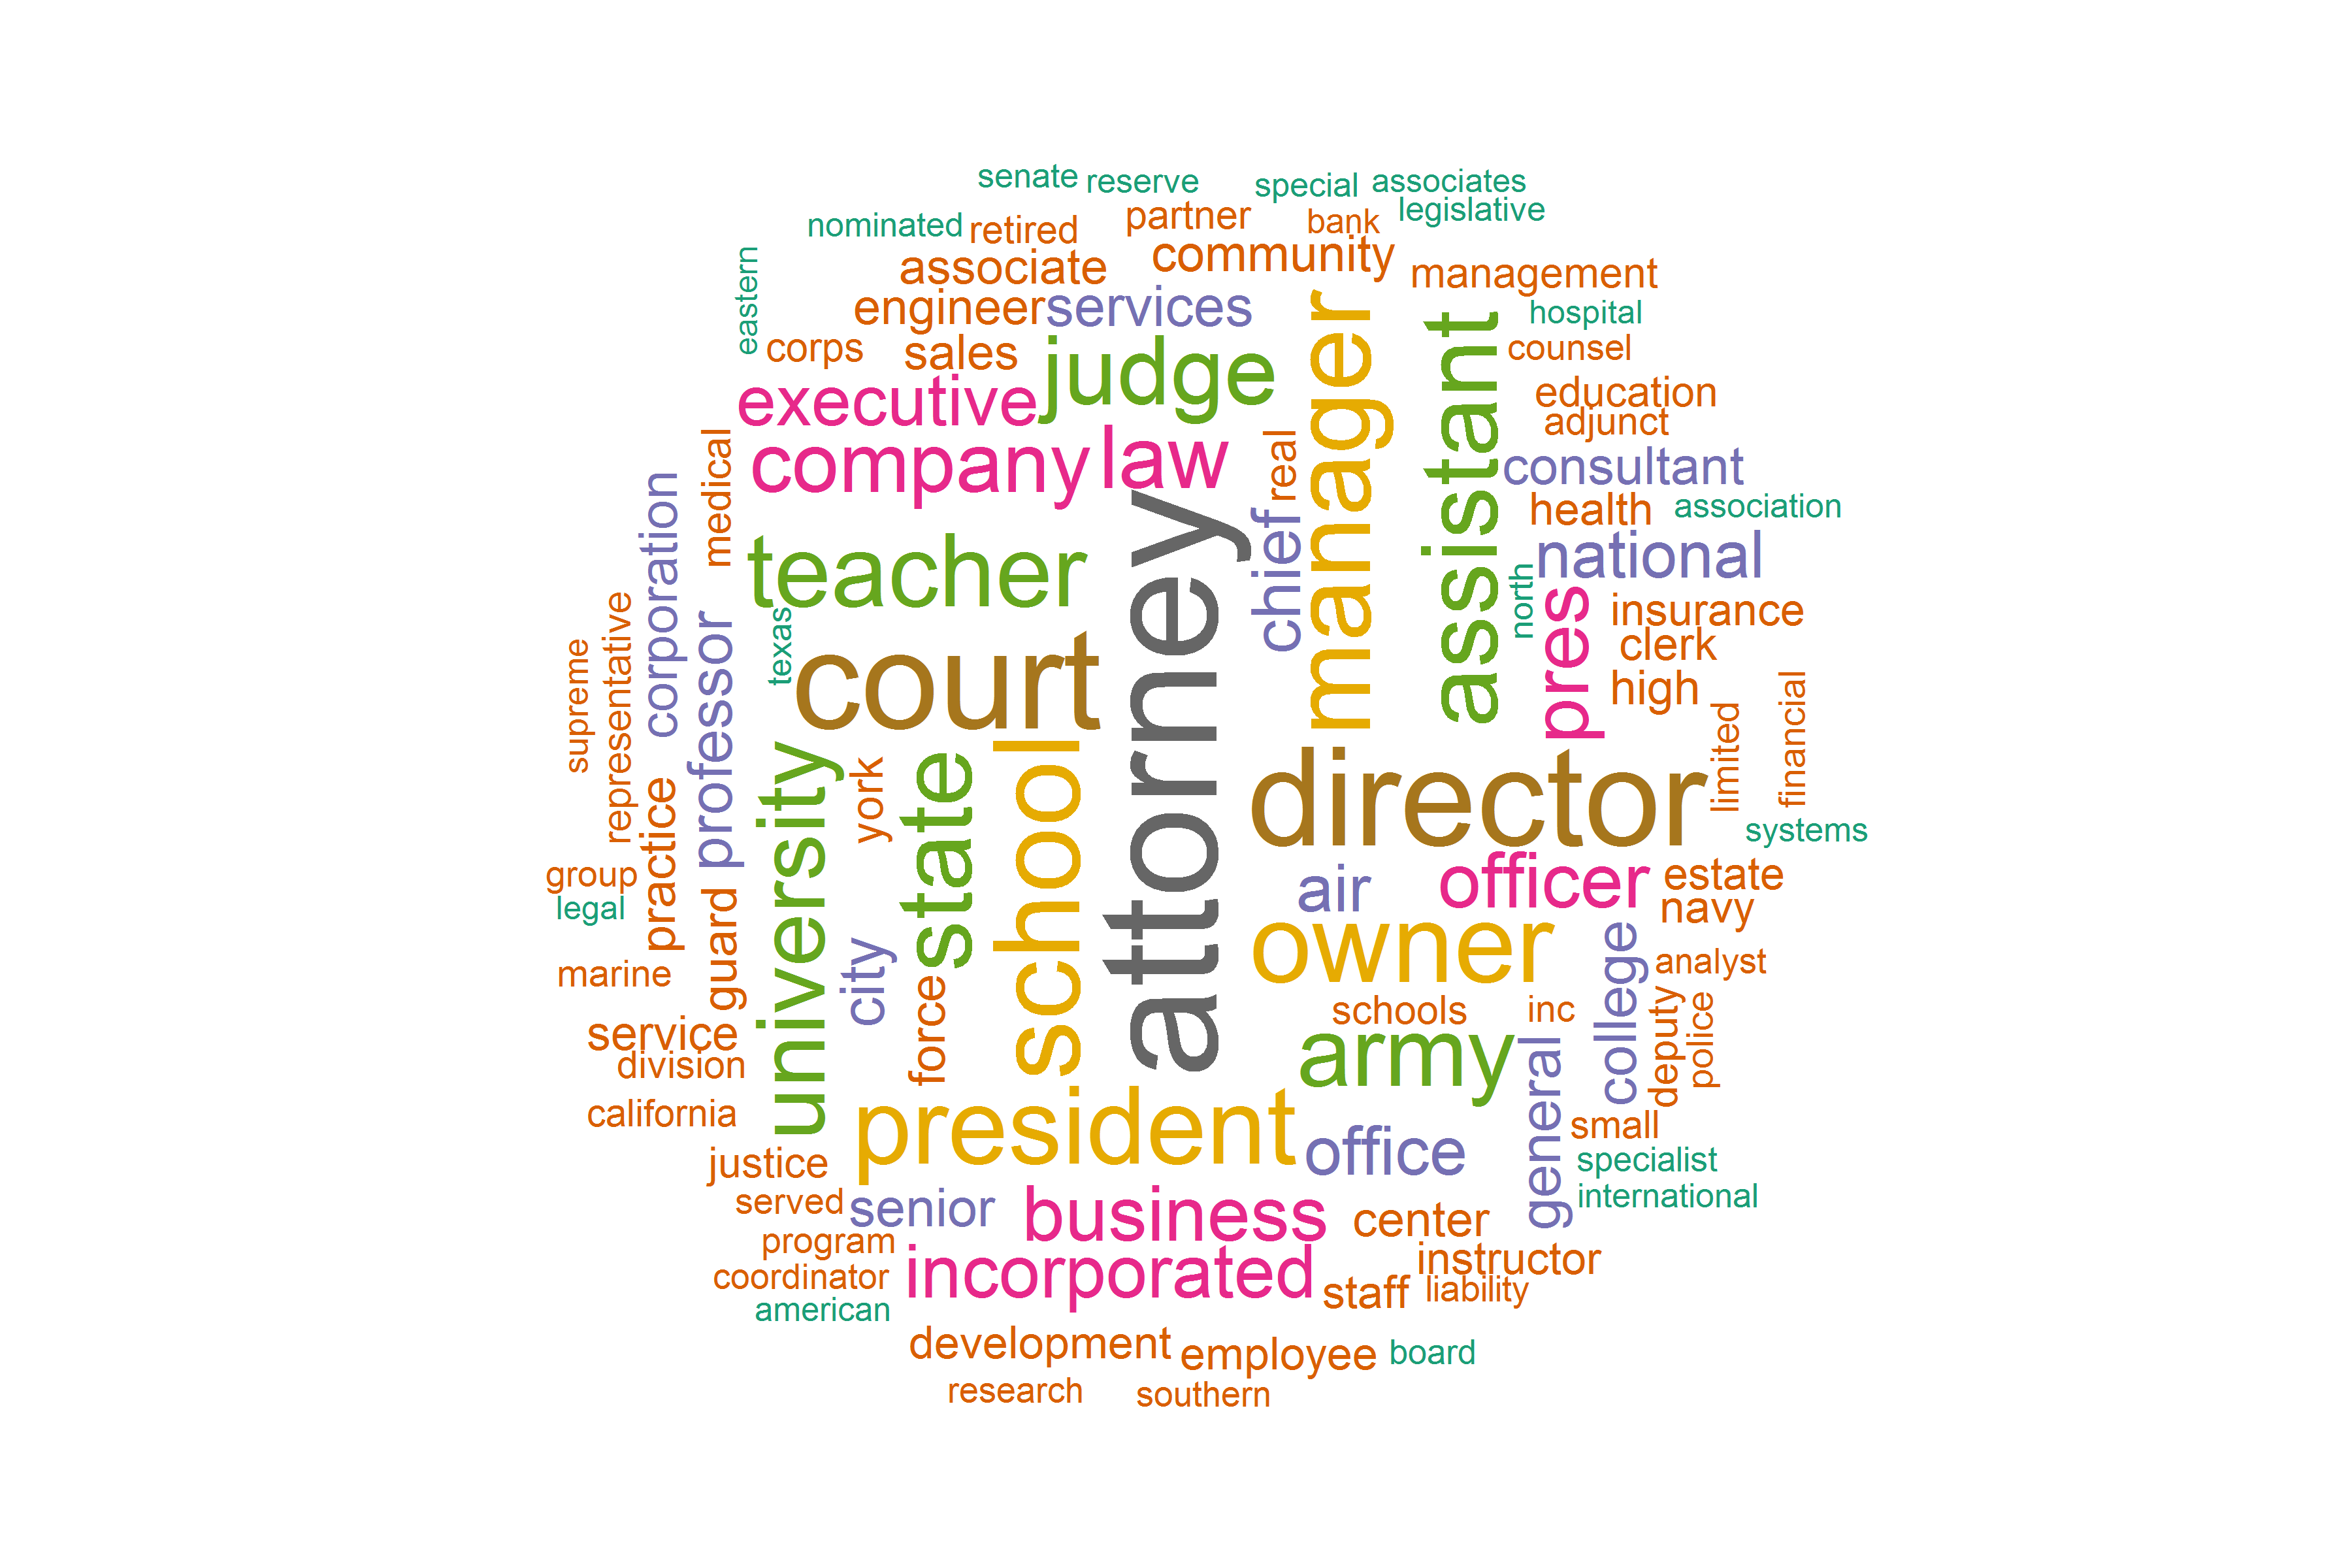 senate
reserve
special
associates
nominated
retired
partner
bank
legislative
eastern
associate
community
management
engineer
services
hospital
corps
sales
judge
manager
assistant
counsel
executive
education
adjunct
medical
company
law
real
consultant
corporation
chief
health
association
teacher
attorney
north
national
supreme
representative
professor
texas
court
pres
insurance
clerk
high
limited
financial
practice
university
york
state
school
director
systems
group
legal
guard
air
officer
estate
navy
marine
city
force
owner
college
analyst
service
division
schools
inc
deputy
police
california
army
general
president
office
small
justice
specialist
served
senior
business
center
international
program
coordinator
incorporated
instructor
american
staff
liability
development
employee
board
research
southern